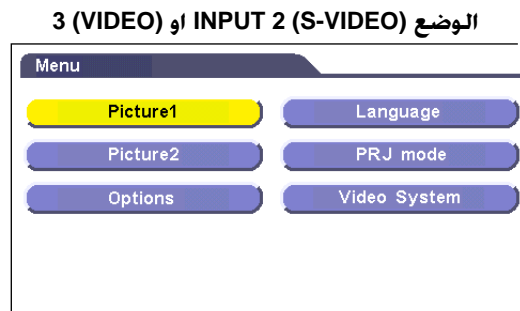 الوضع INPUT 2 (S-VIDEO) او 3 (VIDEO)
Menu
Picture1
Language
Picture2
PRJ mode
Options
Video System